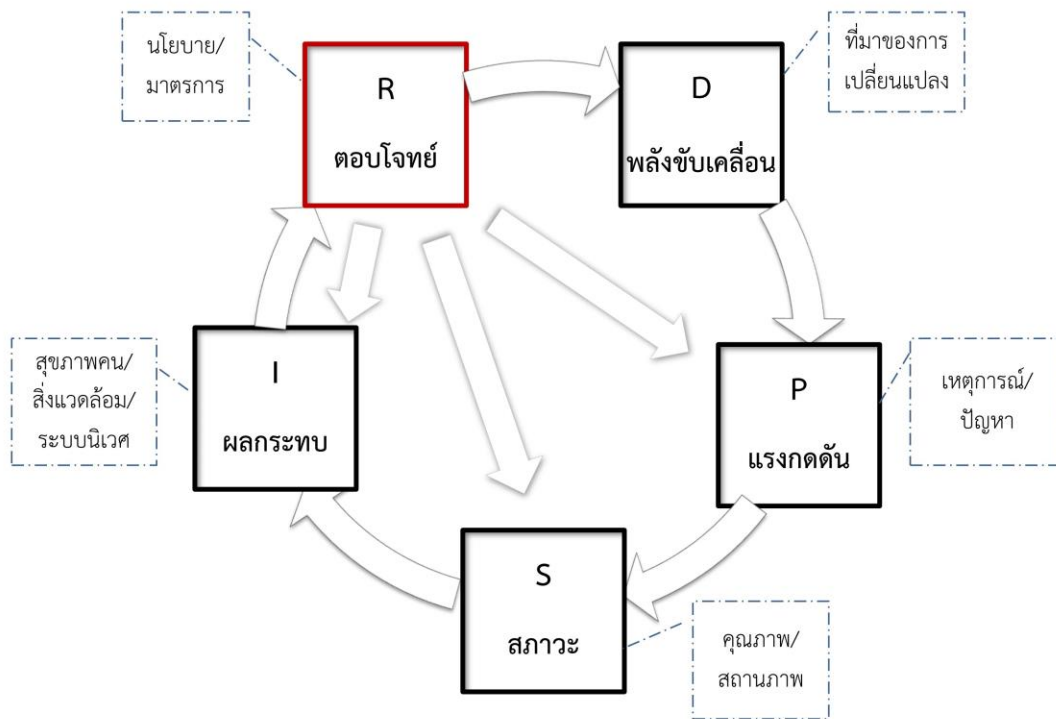 นโยบาย/
มาตรการ
R
ตอบโจทย์
D
พลังขับเคลื่อน
ที่มาของการ
เปลี่ยนแปลง
สุขภาพคน/
สิ่งแวดล้อม/
ระบบนิเวศ
I
ผลกระทบ
P
แรงกดดัน
เหตุการณ์/
ปัญหา
S
สภาวะ
คุณภาพ/
สถานภาพ